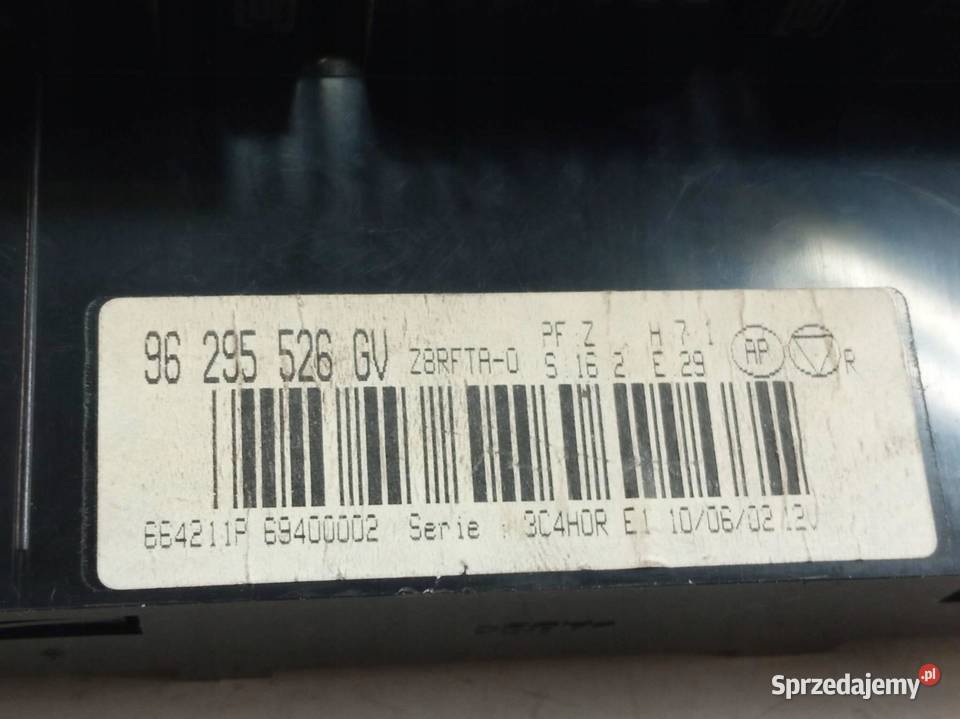 PF Z H 7 1
96 295 526 GV Z8RFTA-0 S 16 2 E 29 AP R
664211P 69400002 Serie : 3C4H0R E1 10/06/02 12V
Sprzedajemy.pl